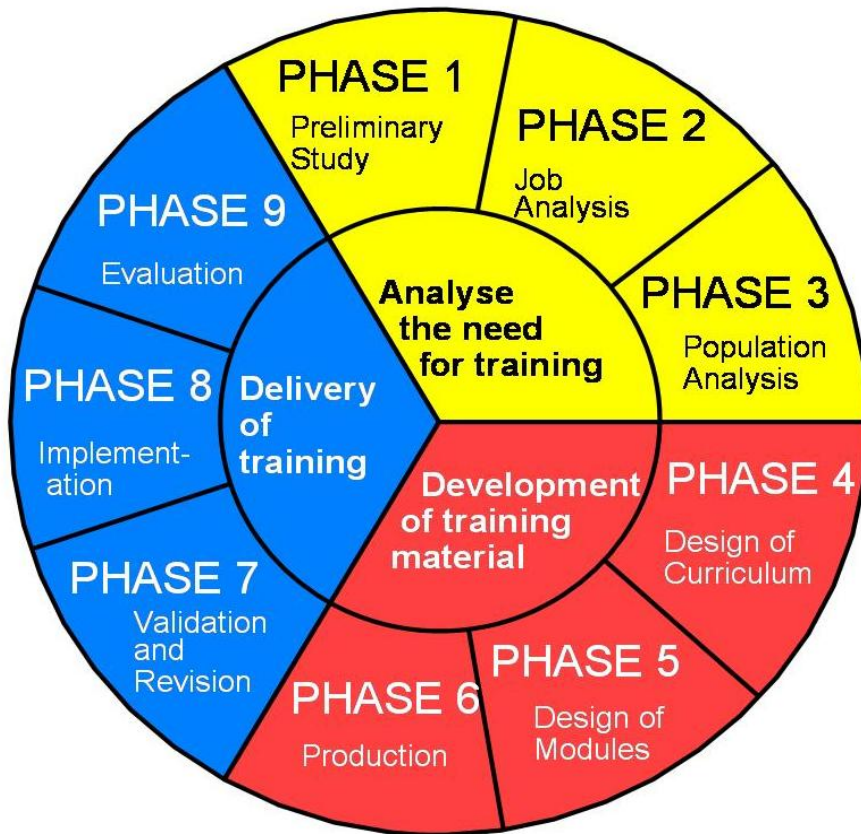 PHASE 1
Preliminary
Study
PHASE 2
Job
Analysis
PHASE 3
Population
Analysis
Analyse
the need
for training
PHASE 4
Design of
Curriculum
PHASE 5
Design of
Modules
PHASE 6
Production
Development
of training
material
PHASE 7
Validation
and
Revision
PHASE 8
Implement-
ation
PHASE 9
Evaluation
Delivery
of
training